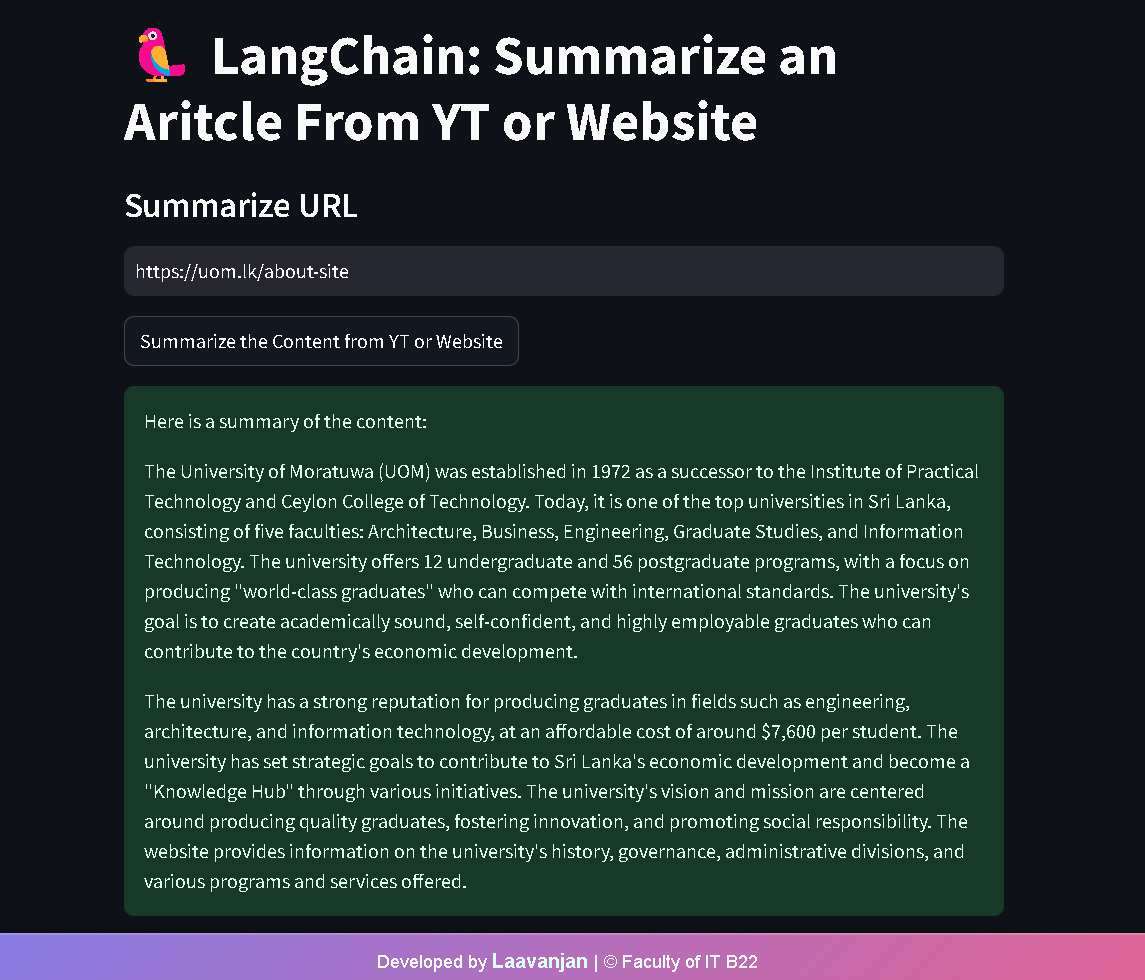 🦜 LangChain: Summarize an
Aritcle From YT or Website
Summarize URL
https://uom.lk/about-site
Summarize the Content from YT or Website
Here is a summary of the content:
The University of Moratuwa (UOM) was established in 1972 as a successor to the Institute of Practical
Technology and Ceylon College of Technology. Today, it is one of the top universities in Sri Lanka,
consisting of five faculties: Architecture, Business, Engineering, Graduate Studies, and Information
Technology. The university offers 12 undergraduate and 56 postgraduate programs, with a focus on
producing "world-class graduates" who can compete with international standards. The university's
goal is to create academically sound, self-confident, and highly employable graduates who can
contribute to the country's economic development.
The university has a strong reputation for producing graduates in fields such as engineering,
architecture, and information technology, at an affordable cost of around $7,600 per student. The
university has set strategic goals to contribute to Sri Lanka's economic development and become a
"Knowledge Hub" through various initiatives. The university's vision and mission are centered
around producing quality graduates, fostering innovation, and promoting social responsibility. The
website provides information on the university's history, governance, administrative divisions, and
various programs and services offered.
Developed by Laavanjan | © Faculty of IT B22